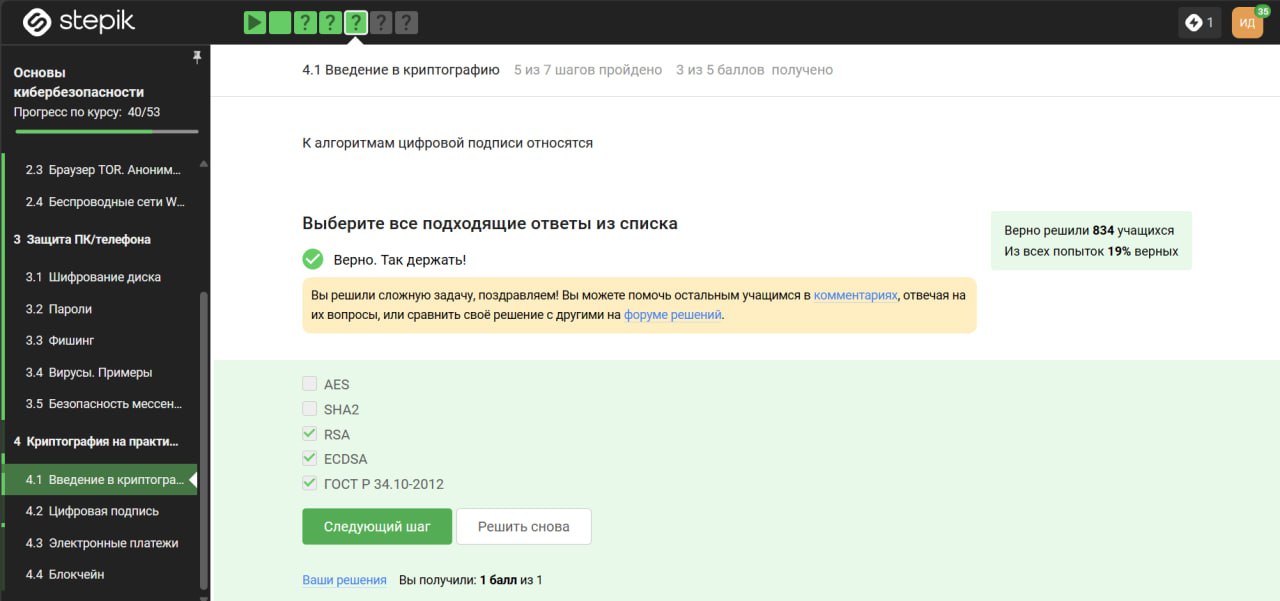 stepik
? ? ? ? ?
1
ИД
35
Основы
кибербезопасности
Прогресс по курсу: 40/53
2.3 Браузер TOR. Аноним...
2.4 Беспроводные сети W...
3 Защита ПК/телефона
3.1 Шифрование диска
3.2 Пароли
3.3 Фишинг
3.4 Вирусы. Примеры
3.5 Безопасность мессен...
4 Криптография на практи...
4.1 Введение в криптогра...
4.2 Цифровая подпись
4.3 Электронные платежи
4.4 Блокчейн
4.1 Введение в криптографию 5 из 7 шагов пройдено 3 из 5 баллов получено
К алгоритмам цифровой подписи относятся
Выберите все подходящие ответы из списка
Верно. Так держать!
Вы решили сложную задачу, поздравляем! Вы можете помочь остальным учащимся в комментариях, отвечая на
их вопросы, или сравнить своё решение с другими на форуме решений.
Верно решили 834 учащихся
Из всех попыток 19% верных
AES
SHA2
RSA
ECDSA
ГОСТ Р 34.10-2012
Следующий шаг
Решить снова
Ваши решения Вы получили: 1 балл из 1